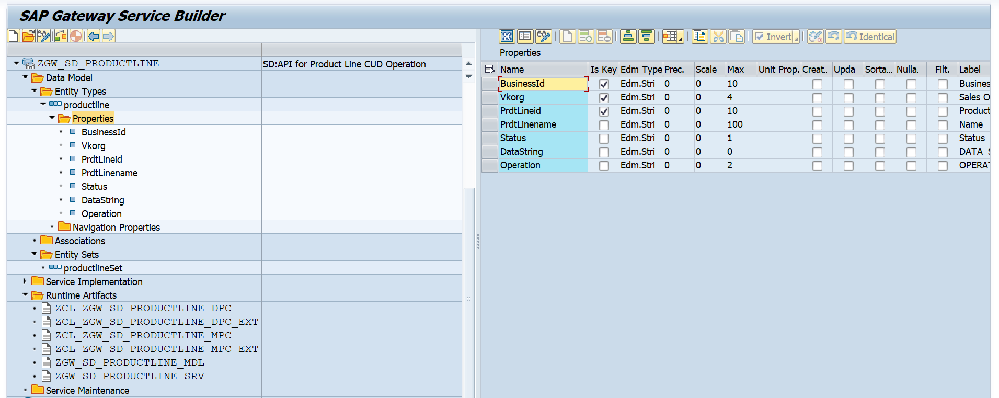 SAP Gateway Service Builder
ZGW_SD_PRODUCTLINE SD:API for Product Line CUD Operation
Data Model
Entity Types
productline
Properties
BusinessId
Vkorg
PrdtLineid
PrdtLinename
Status
DataString
Operation
Navigation Properties
Associations
Entity Sets
productlineSet
Service Implementation
Runtime Artifacts
ZCL_ZGW_SD_PRODUCTLINE_DPC
ZCL_ZGW_SD_PRODUCTLINE_DPC_EXT
ZCL_ZGW_SD_PRODUCTLINE_MPC
ZCL_ZGW_SD_PRODUCTLINE_MPC_EXT
ZGW_SD_PRODUCTLINE_MDL
ZGW_SD_PRODUCTLINE_SRV
Service Maintenance
Invert Identical
Properties
Name Is Key Edm Type Prec. Scale Max ... Unit Prop. Creat... Upda... Sorta... Nulla... Filt. Label
BusinessId Edm.Stri... 0 0 10 Busines
Vkorg Edm.Stri... 0 0 4 Sales O
PrdtLineid Edm.Stri... 0 0 10 Product
PrdtLinename Edm.Stri... 0 0 100 Name
Status Edm.Stri... 0 0 1 Status
DataString Edm.Stri... 0 0 0 DATA_S
Operation Edm.Stri... 0 0 2 OPERAT